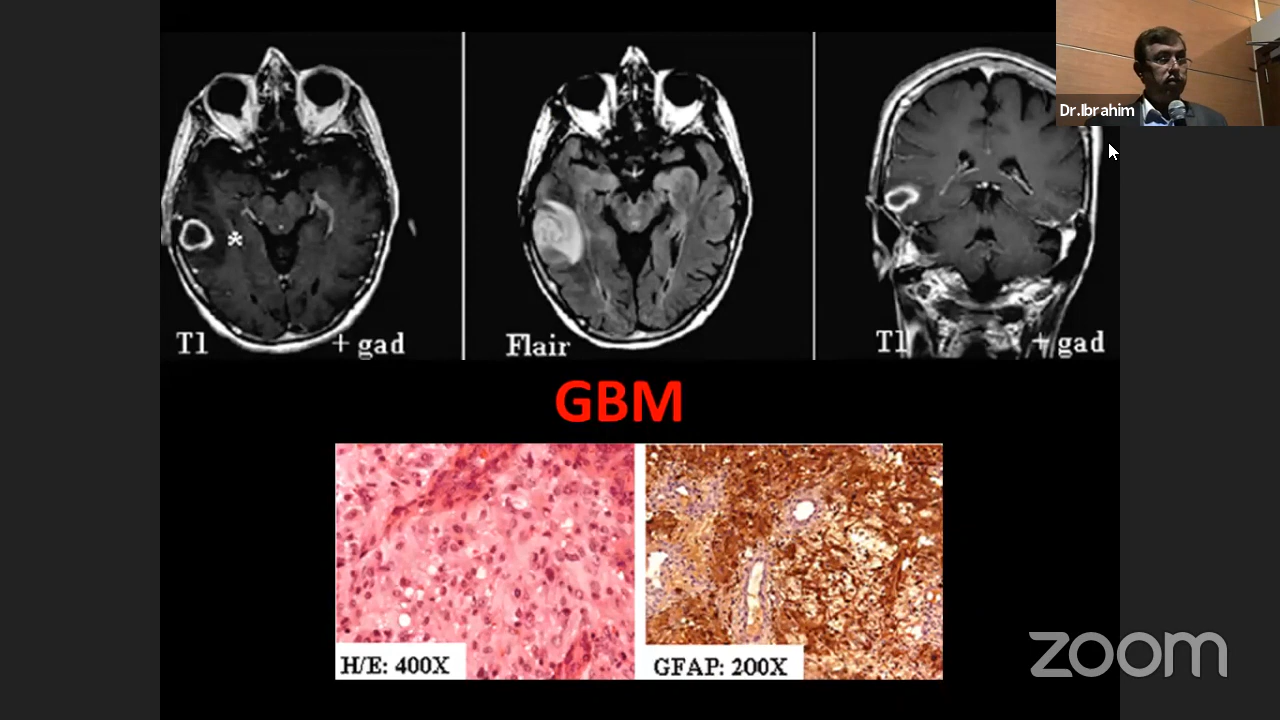 Dr.Ibrahim
T1 + gad
Flair
T1 + gad
GBM
H/E: 400X
GFAP: 200X
zoom